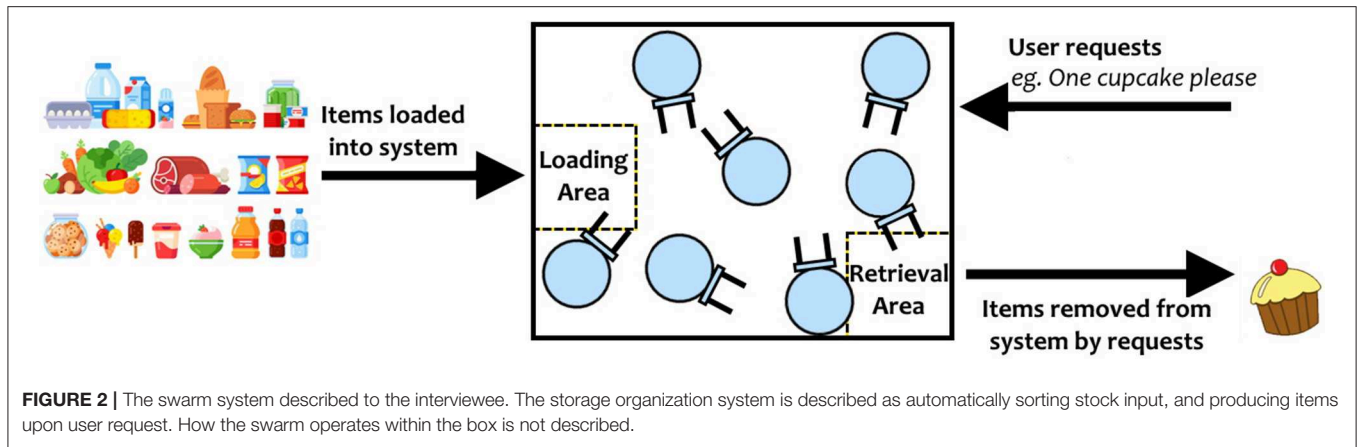 Items loaded
into system
Loading
Area
Retrieval
Area
User requests
eg. One cupcake please
Items removed from
system by requests
FIGURE 2 | The swarm system described to the interviewee. The storage organization system is described as automatically sorting stock input, and producing items
upon user request. How the swarm operates within the box is not described.